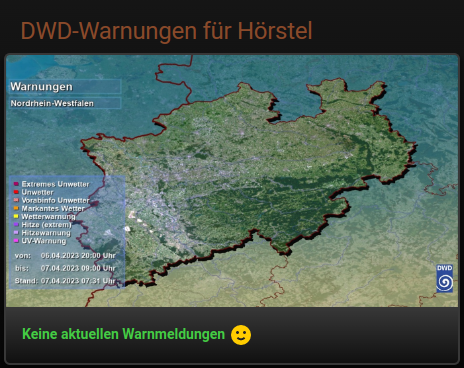 DWD-Warnungen für Hörstel
Warnungen
Nordrhein-Westfalen
Extremes Unwetter
Unwetter
Vorabinfo Unwetter
Markantes Wetter
Wetterwarnung
Hitze (extrem)
Hitzewarnung
UV-Warnung
von: 06.04.2023 20:00 Uhr
bis: 07.04.2023 09:00 Uhr
Stand: 07.04.2023 07:31 Uhr
DWD
Keine aktuellen Warnmeldungen